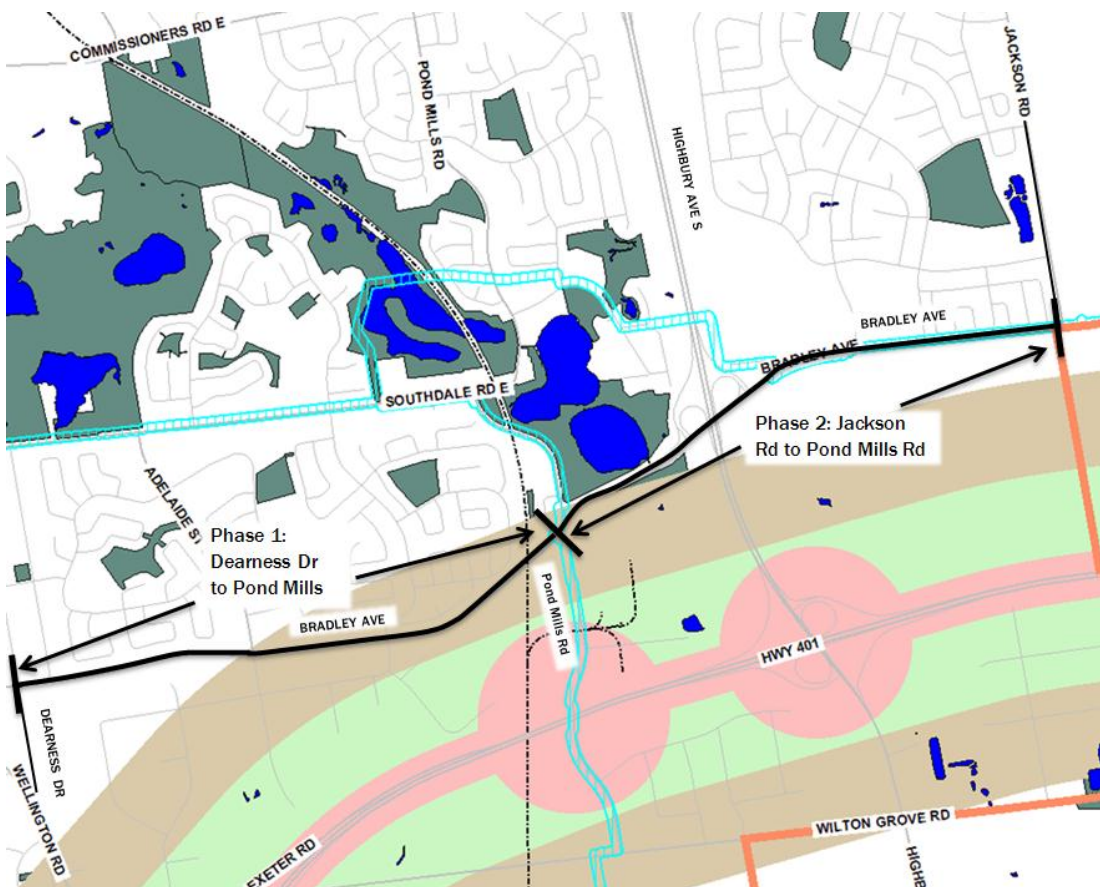 COMMISSIONERS RD E
POND MILLS RD
JACKSON RD
HIGHBURY AVE S
BRADLEY AVE
BRADLEY AVE
SOUTHDALE RD E
Phase 2: Jackson
Rd to Pond Mills Rd
ADELAIDE ST
Phase 1:
Dearness Dr
to Pond Mills
Pond Mills Rd
BRADLEY AVE
HWY 401
DEARNESS DR
WELLINGTON RD
WILTON GROVE RD
EXETER RD
HIGHB